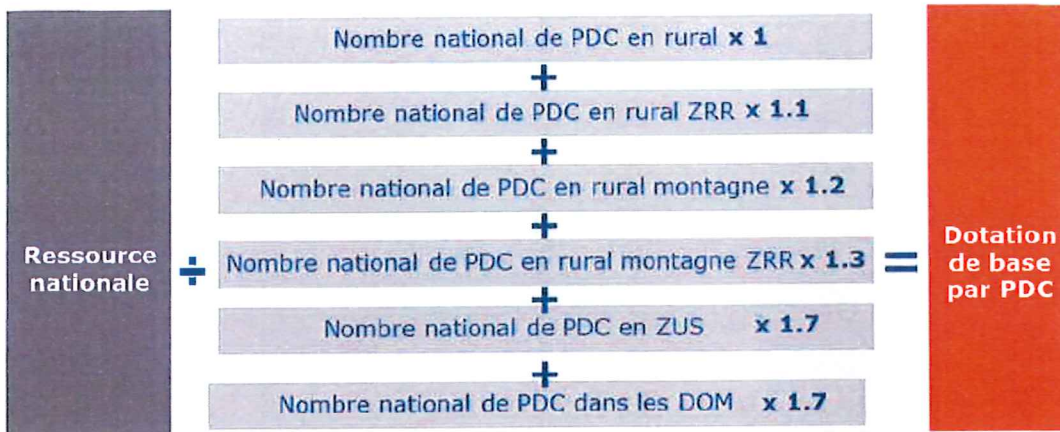 Nombre national de PDC en rural x 1
+
Nombre national de PDC en rural ZRR x 1.1
+
Nombre national de PDC en rural montagne x 1.2
+
Ressource
nationale
÷
Nombre national de PDC en rural montagne ZRR x 1.3
=
Dotation
de base
par PDC
+
Nombre national de PDC en ZUS x 1.7
+
Nombre national de PDC dans les DOM x 1.7